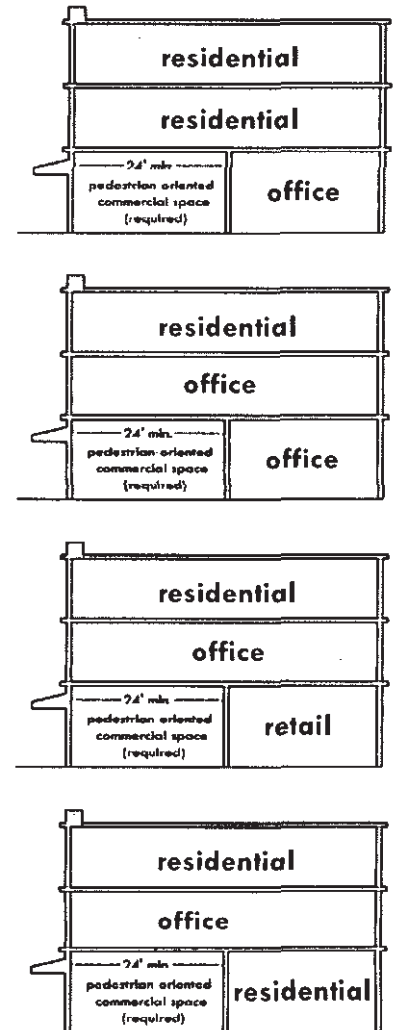 residential
residential
24' min.
pedestrian oriented
commercial space
(required)
office
residential
office
24' min.
pedestrian oriented
commercial space
(required)
office
residential
office
24' min.
pedestrian oriented
commercial space
(required)
retail
residential
office
24' min.
pedestrian oriented
commercial space
(required)
residential